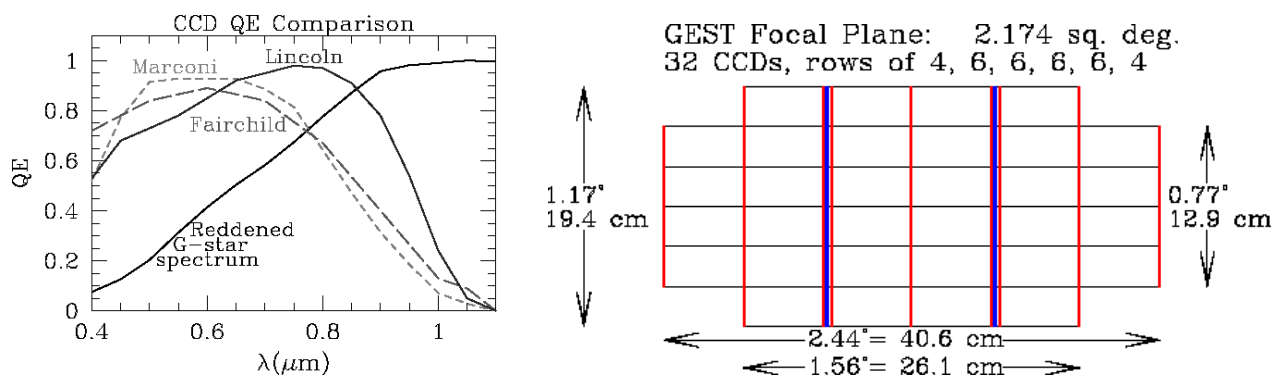 CCD QE Comparison
1
0.8
0.6
0.4
0.2
0
QE
Marconi
Lincoln
Fairchild
Reddened
G-star
spectrum
0.4
0.6
0.8
1
λ(μm)
GEST Focal Plane: 2.174 sq. deg.
32 CCDs, rows of 4, 6, 6, 6, 6, 4
1.17°
19.4 cm
0.77°
12.9 cm
2.44°= 40.6 cm
1.56°= 26.1 cm